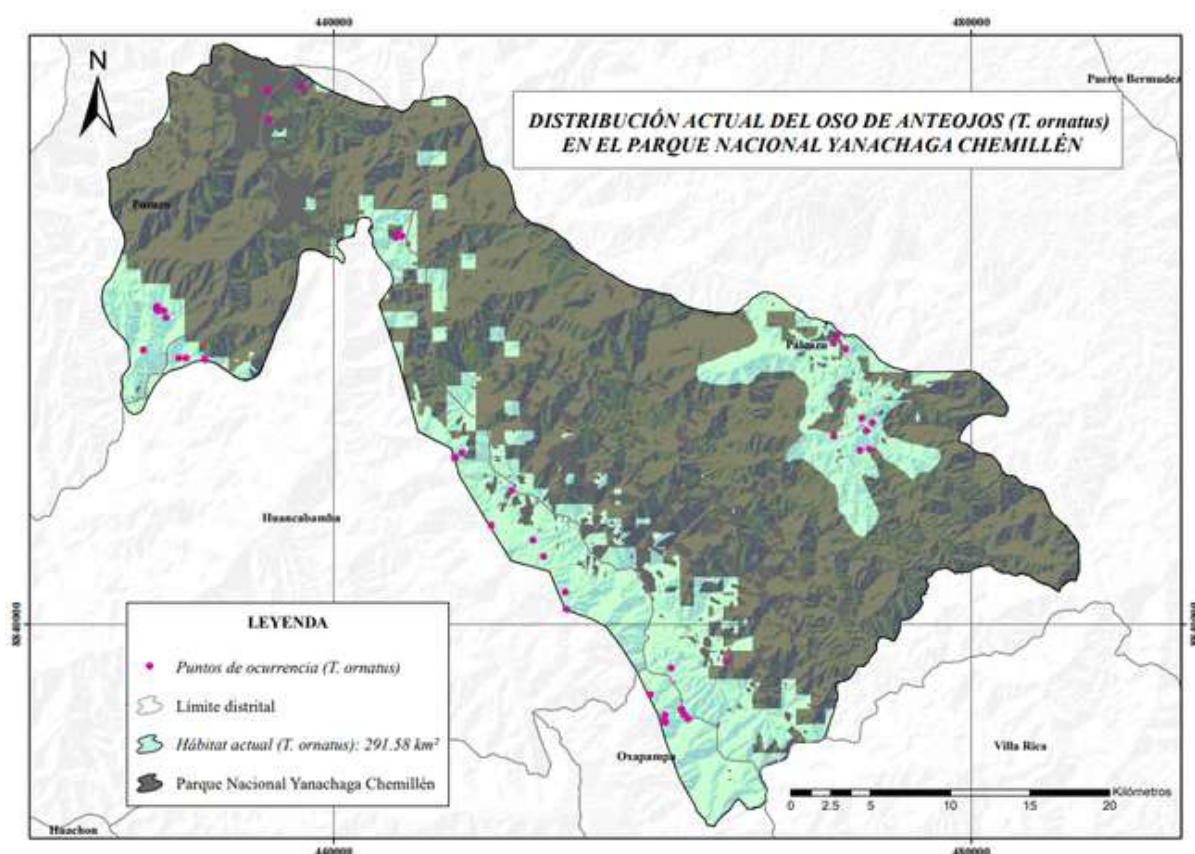 440000
480000
N
Puerto Bermudez
DISTRIBUCIÓN ACTUAL DEL OSO DE ANTEOJOS (T. ornatus)
EN EL PARQUE NACIONAL YANACHAGA CHEMILLÉN
Pozuzo
Palcazu
Huancabamba
8840000
8840000
LEYENDA
Puntos de ocurrencia (T. ornatus)
Límite distrital
Hábitat actual (T. ornatus): 291.58 km²
Parque Nacional Yanachaga Chemillén
Oxapampa
Villa Rica
Kilómetros
0 2.5 5 10 15 20
Huachon
440000
480000